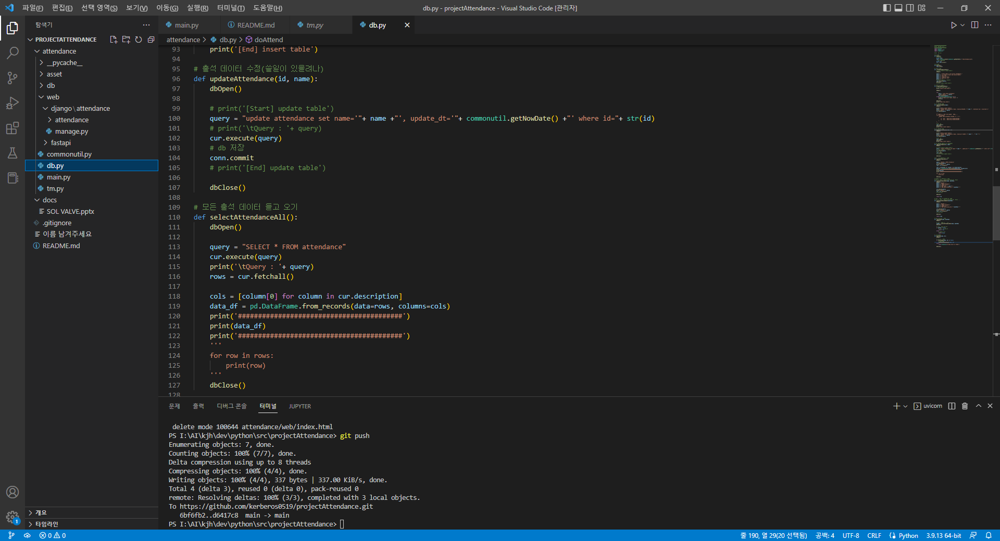 파일(F) 편집(E) 선택 영역(S) 보기(V) 이동(G) 실행(R) 터미널(T) 도움말(H)
db.py - projectAttendance - Visual Studio Code [관리자]
탐색기
PROJECTATTENDANCE
attendance
__pycache__
asset
db
web
django\attendance
attendance
manage.py
fastapi
commonutil.py
db.py
main.py
tm.py
docs
SOL VALVE.pptx
.gitignore
이름 남겨주세요
README.md
개요
타임라인
main.py README.md tm.py db.py
attendance > db.py > doAttend
93 print('[End] insert table')
94
95 # 출석 데이터 수정(쓸일이 있을려나)
96 def updateAttendance(id, name):
97 dbOpen()
98
99 # print('[Start] update table')
100 query = "update attendance set name='"+ name +"', update_dt='"+ commonutil.getNowDate() +"' where id="+ str(id)
101 # print('\tQuery : '+ query)
102 cur.execute(query)
103 # db 저장
104 conn.commit
105 # print('[End] update table')
106
107 dbClose()
108
109 # 모든 출석 데이터 들고 오기
110 def selectAttendanceAll():
111 dbOpen()
112
113 query = "SELECT * FROM attendance"
114 cur.execute(query)
115 print('\tQuery : '+ query)
116 rows = cur.fetchall()
117
118 cols = [column[0] for column in cur.description]
119 data_df = pd.DataFrame.from_records(data=rows, columns=cols)
120 print('#########################################')
121 print(data_df)
122 print('#########################################')
123 '''
124 for row in rows:
125 print(row)
126 '''
127 dbClose()
128
문제 출력 디버그 콘솔 터미널 JUPYTER
uvicorn
delete mode 100644 attendance/web/index.html
PS I:\AI\kjh\dev\python\src\projectAttendance> git push
Enumerating objects: 7, done.
Counting objects: 100% (7/7), done.
Delta compression using up to 8 threads
Compressing objects: 100% (4/4), done.
Writing objects: 100% (4/4), 337 bytes | 337.00 KiB/s, done.
Total 4 (delta 3), reused 0 (delta 0), pack-reused 0
remote: Resolving deltas: 100% (3/3), completed with 3 local objects.
To https://github.com/kerberos0519/projectAttendance.git
6bf6fb2..d6417c8 main -> main
PS I:\AI\kjh\dev\python\src\projectAttendance>
1
0 0 줄 190, 열 29(20 선택됨) 공백: 4 UTF-8 CRLF Python 3.9.13 64-bit